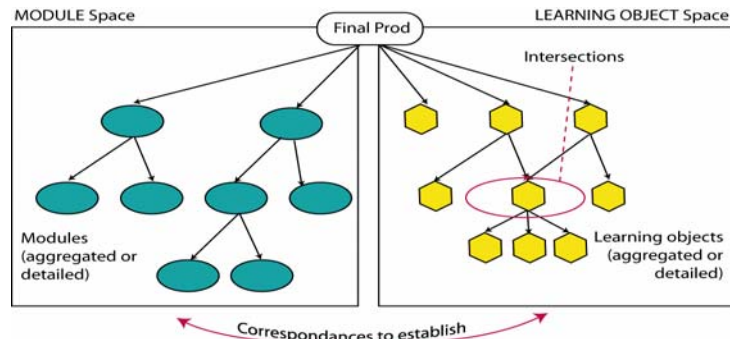 MODULE Space
Final Prod
LEARNING OBJECT Space
Intersections
Modules
(aggregated or
detailed)
Learning objects
(aggregated or
detailed)
Correspondances to establish